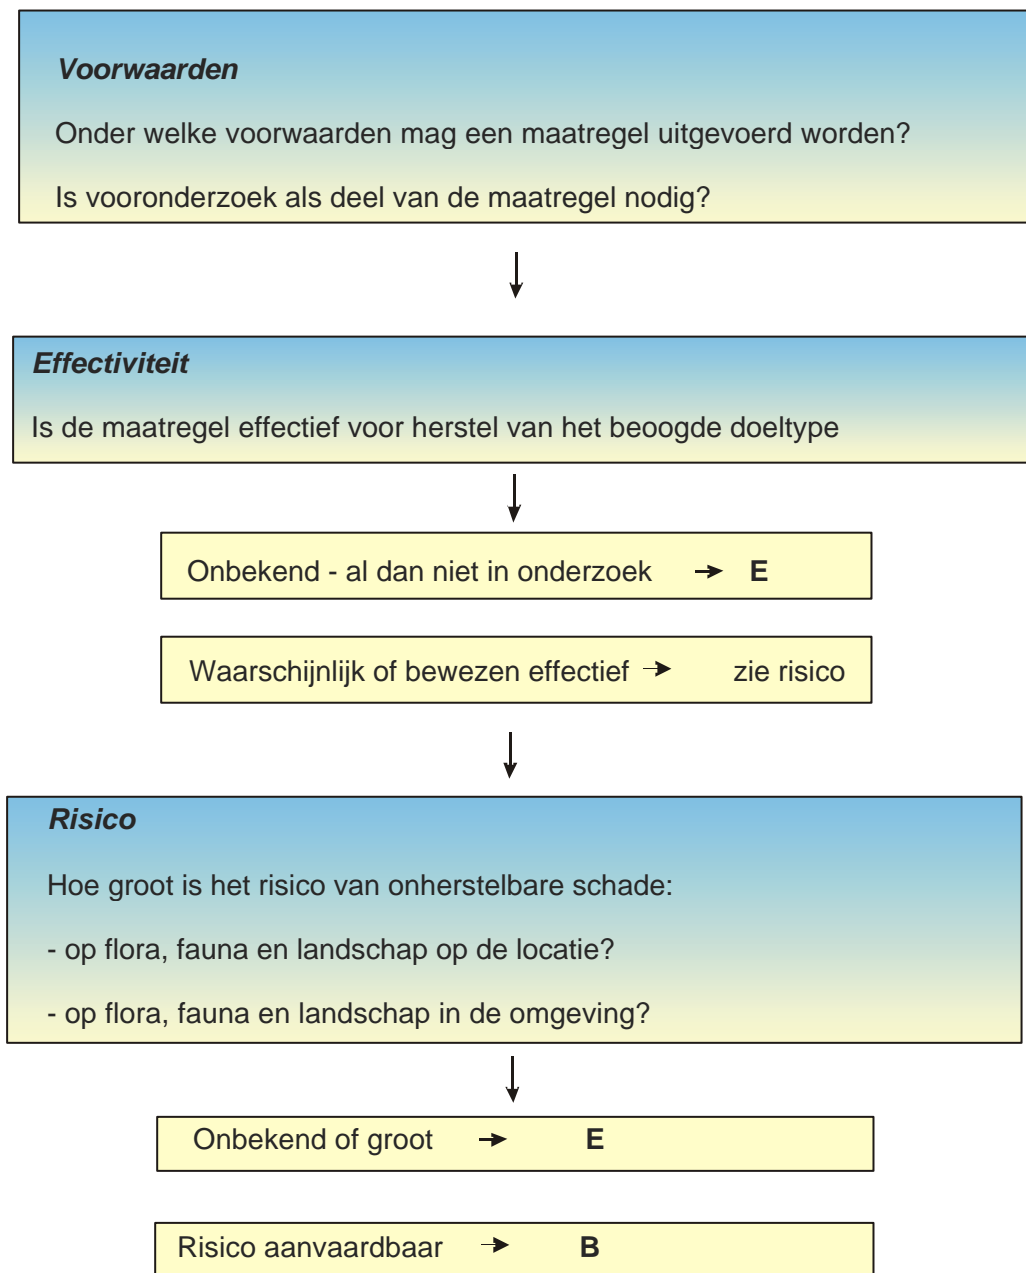 Voorwaarden
Onder welke voorwaarden mag een maatregel uitgevoerd worden?
Is vooronderzoek als deel van de maatregel nodig?
Effectiviteit
Is de maatregel effectief voor herstel van het beoogde doeltype
Onbekend - al dan niet in onderzoek → E
Waarschijnlijk of bewezen effectief → zie risico
Risico
Hoe groot is het risico van onherstelbare schade:
- op flora, fauna en landschap op de locatie?
- op flora, fauna en landschap in de omgeving?
Onbekend of groot → E
Risico aanvaardbaar → B